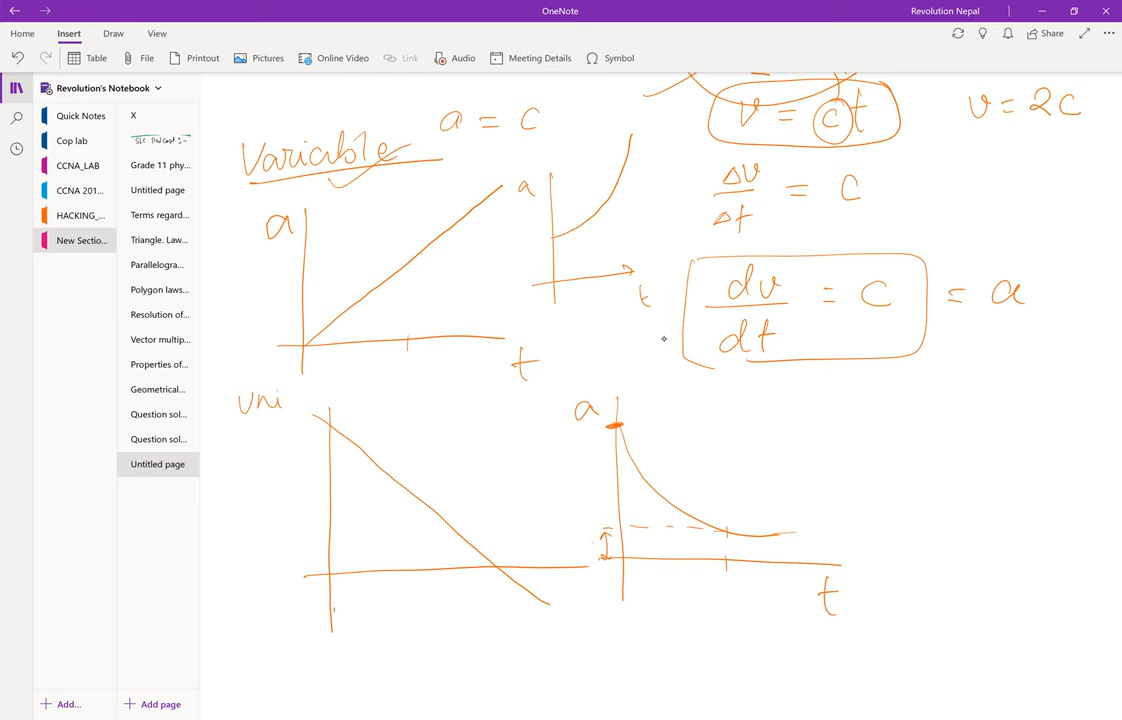 OneNote
Revolution Nepal
Home
Insert
Draw
View
Share
Table
File
Printout
Pictures
Online Video
Link
Audio
Meeting Details
Symbol
Revolution's Notebook
Quick Notes
Cop lab
CCNA_LAB
CCNA 201...
HACKING_...
New Sectio...
X
Grade 11 phy...
Untitled page
Terms regard...
Triangle. Law...
Parallelogra...
Polygon laws...
Resolution of...
Vector multip...
Properties of...
Geometrical...
Question sol...
Question sol...
Untitled page
Add...
Add page
a = c
v = ct
v = 2c
Variable
a
t
a
t
Δv
Δt
= c
dv
dt
= c
= a
uni
a
t